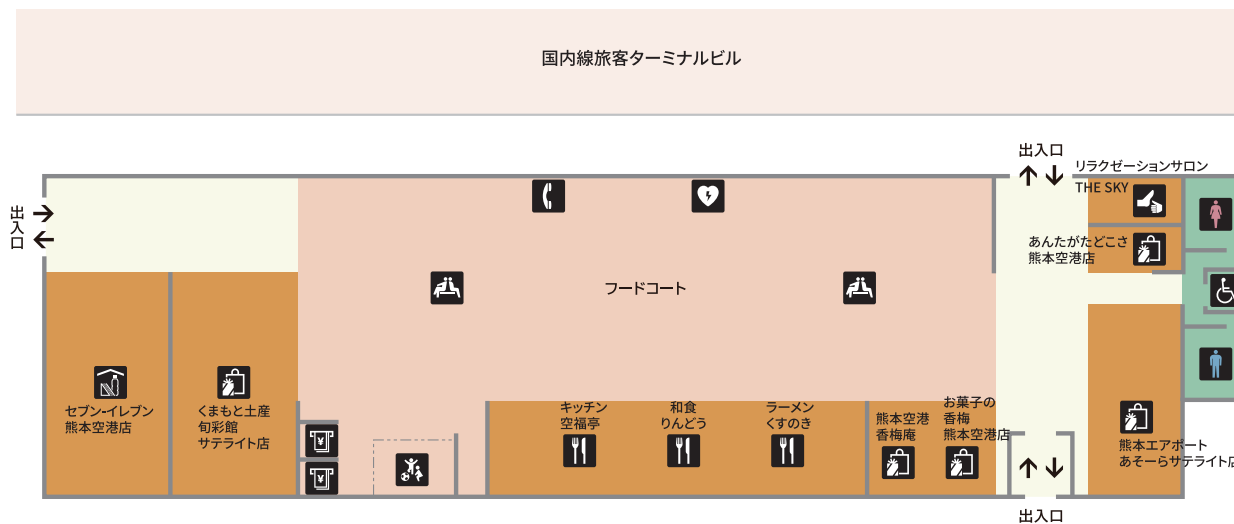 国内線旅客ターミナルビル
出入口
リラクゼーションサロン
THE SKY
出入口
あんたがたどこさ
熊本空港店
フードコート
セブン-イレブン
熊本空港店
くまもと土産
旬彩館
サテライト店
¥
¥
キッチン
空福亭
和食
りんどう
ラーメン
くすのき
熊本空港
香梅庵
お菓子の
香梅
熊本空港店
熊本エアポート
あそーらサテライト店
出入口